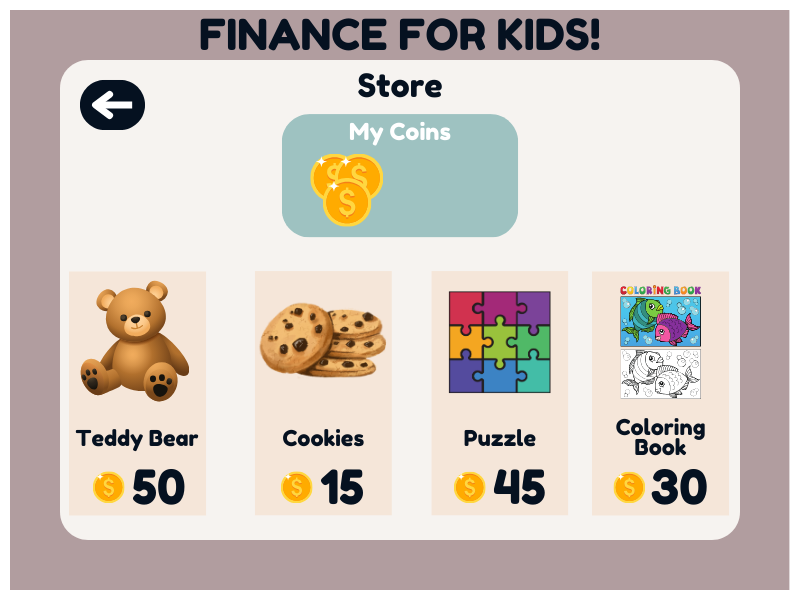 FINANCE FOR KIDS!
Store
My Coins
COLORING BOOK
Teddy Bear
Cookies
Puzzle
Coloring
Book
50
15
45
30